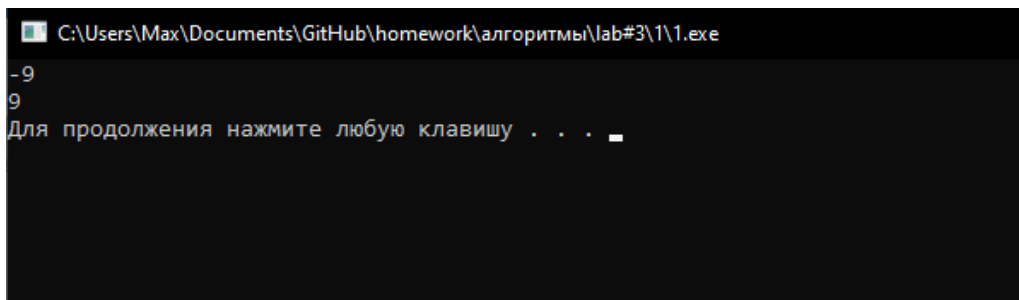 C:\Users\Max\Documents\GitHub\homework\алгоритмы\lab#3\1\1.exe
-9
9
Для продолжения нажмите любую клавишу . . .